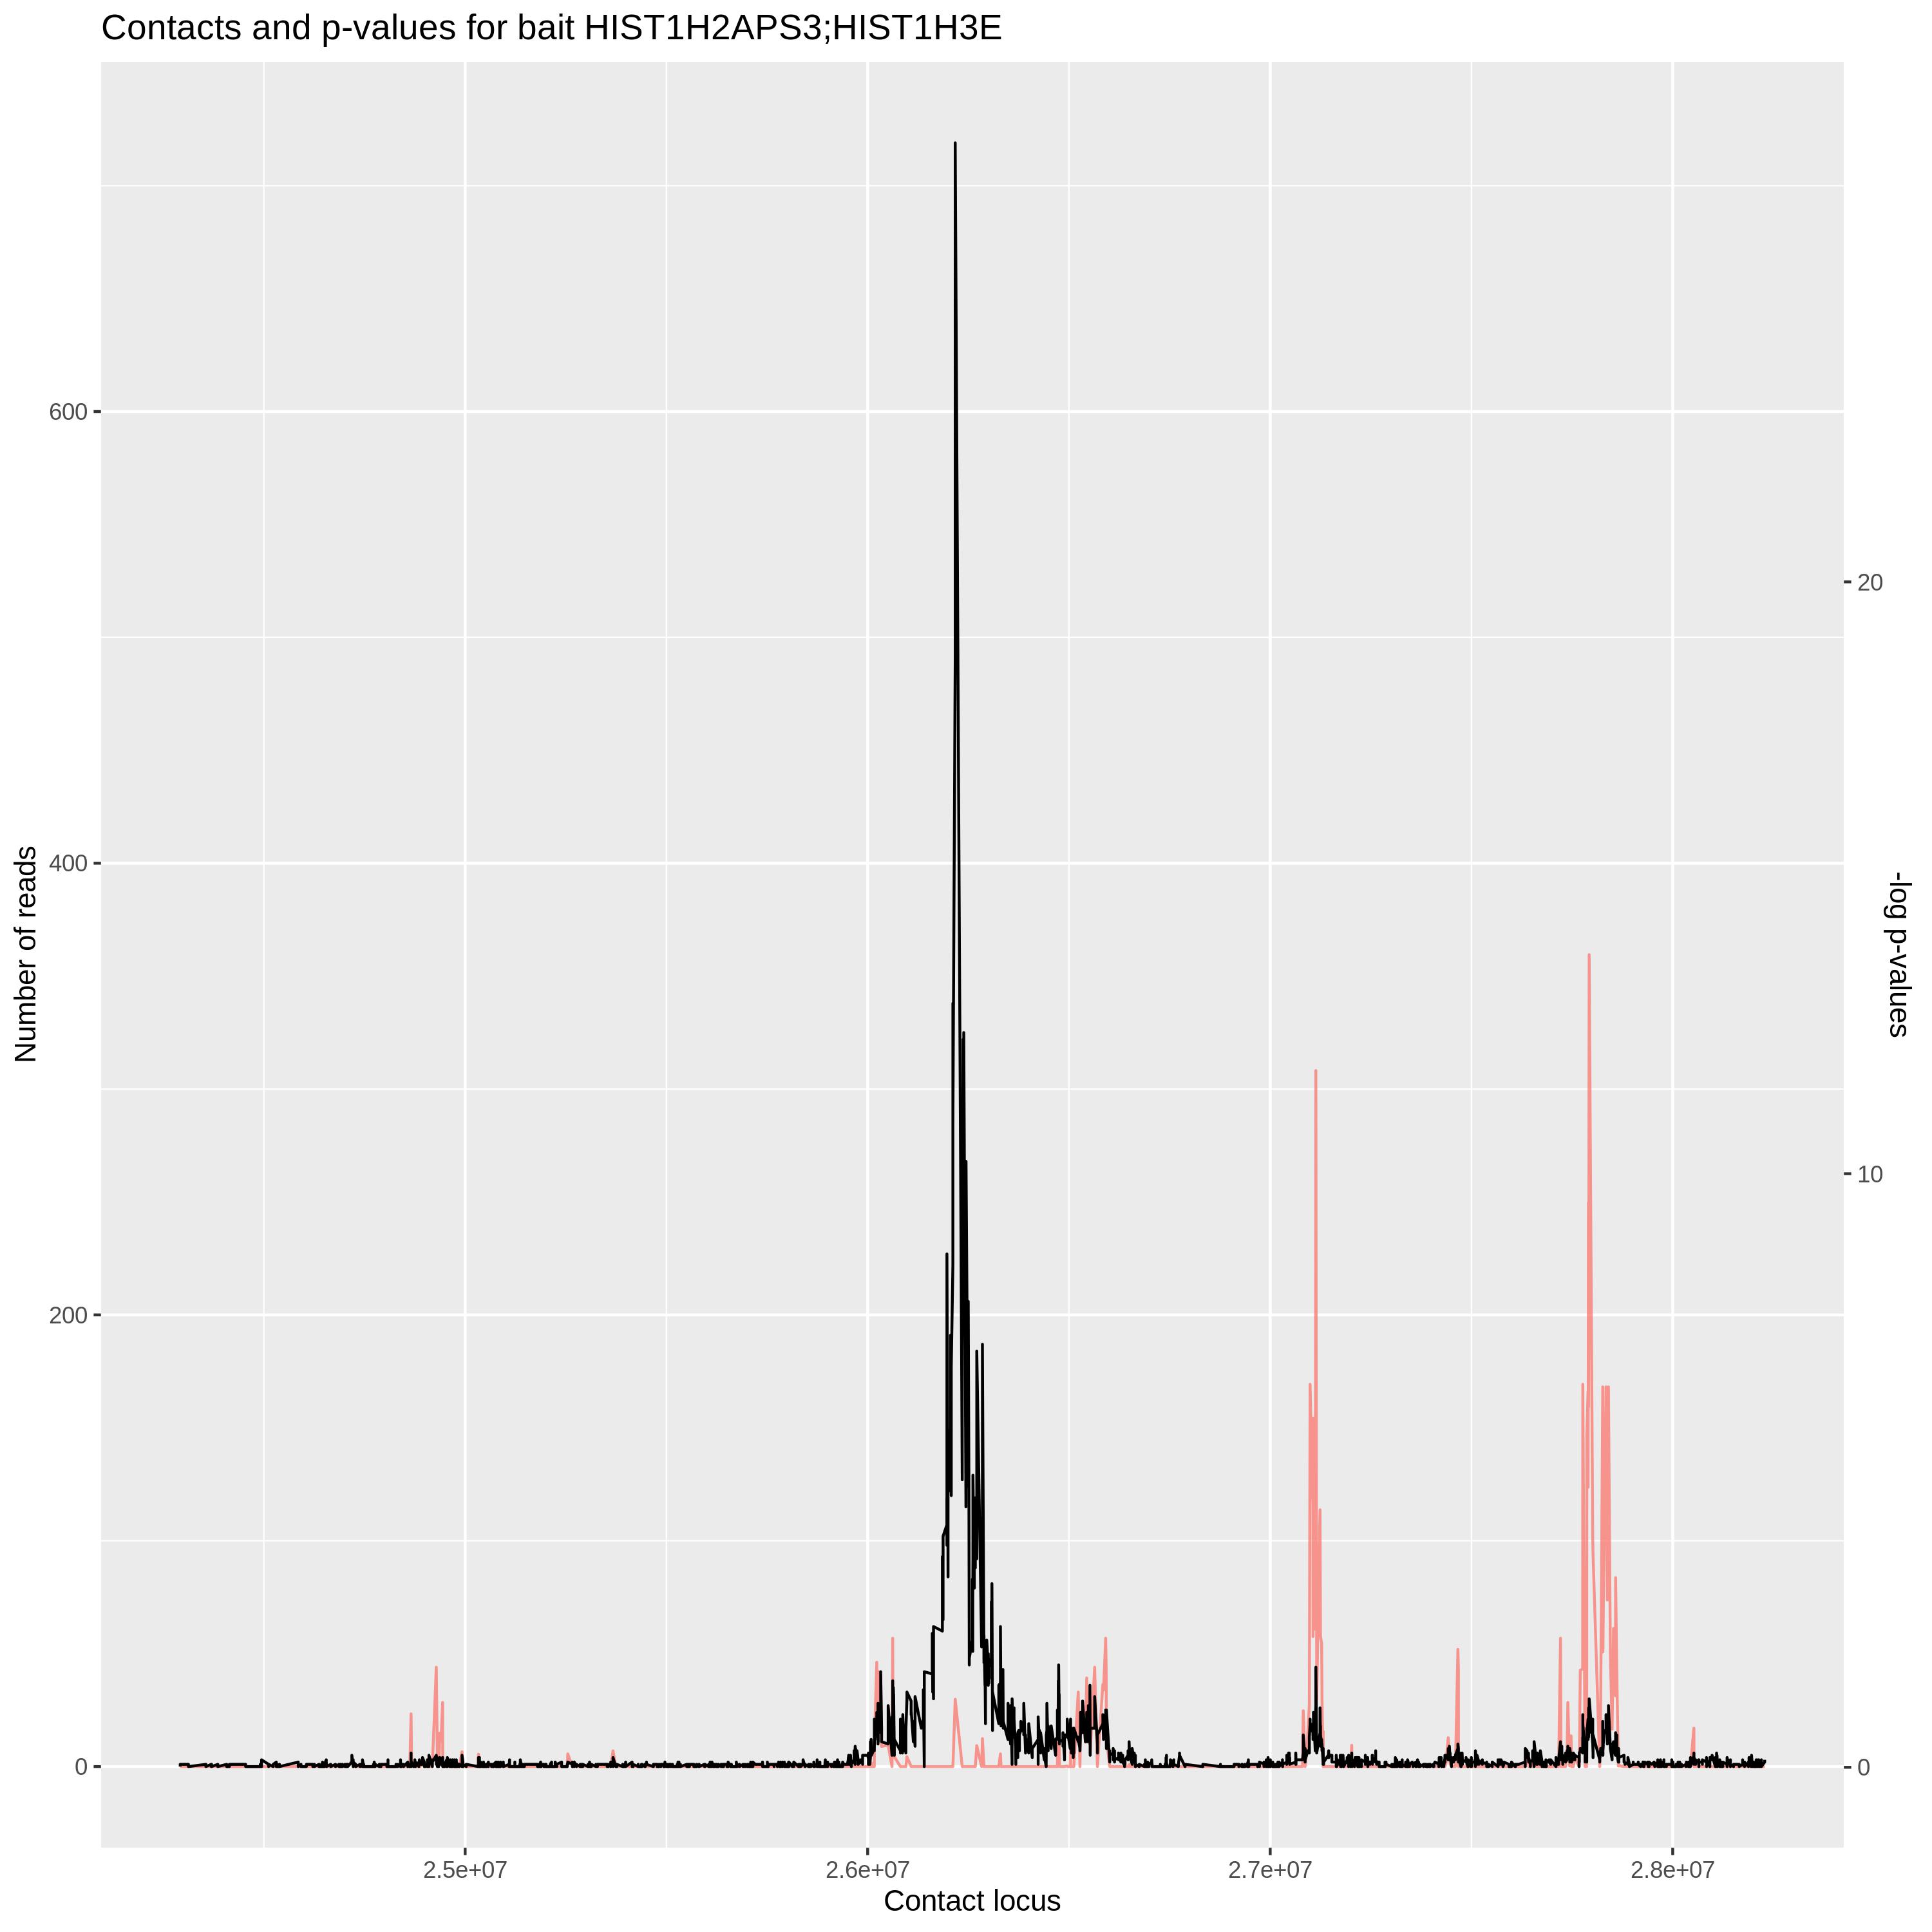 Contacts and p-values for bait HIST1H2APS3;HIST1H3E
Number of reads
600
400
200
0
20
10
0
-log p-values
2.5e+07
2.6e+07
2.7e+07
2.8e+07
Contact locus